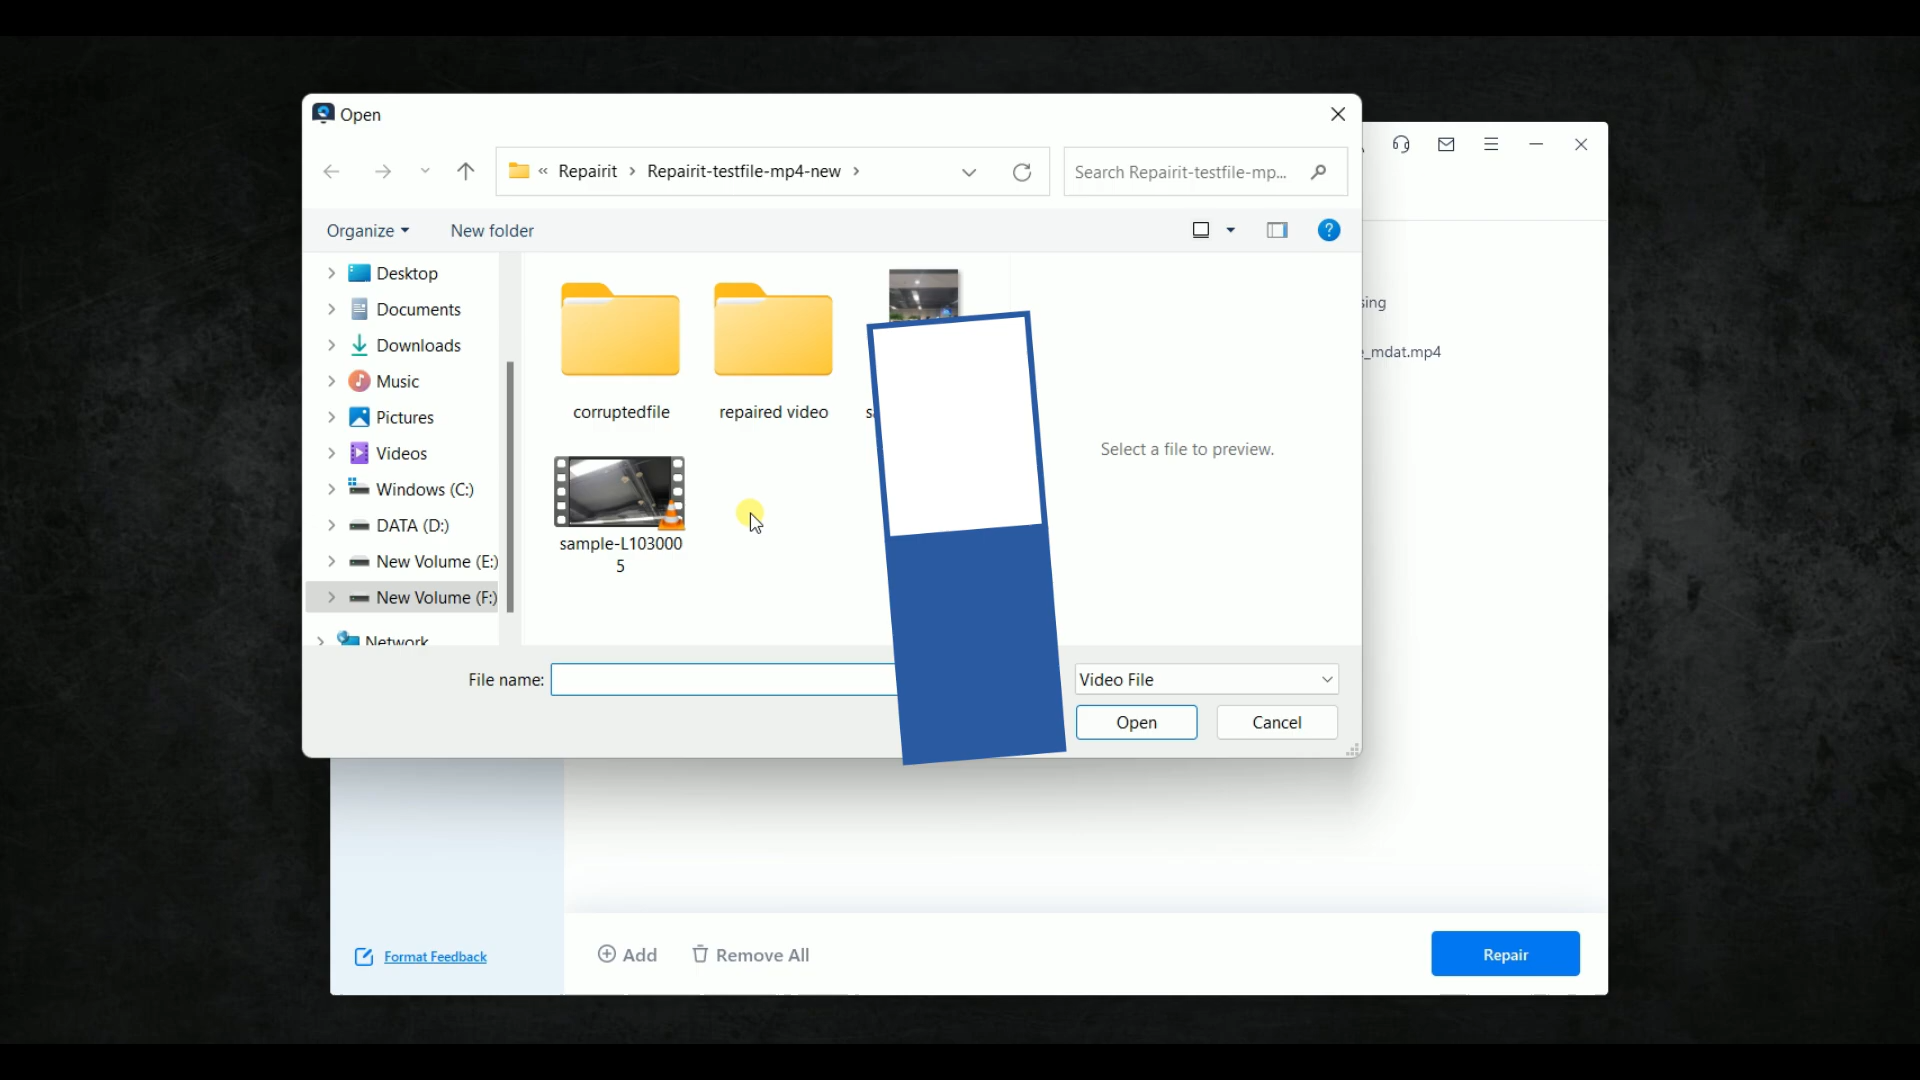 Open
« Repairit > Repairit-testfile-mp4-new >
Search Repairit-testfile-mp...
Organize
New folder
?
Desktop
Documents
Downloads
Music
Pictures
Videos
Windows (C:)
DATA (D:)
New Volume (E:)
New Volume (F:)
Network
corruptedfile
repaired video
sample-L103000
5
Select a file to preview.
sing
_mdat.mp4
File name:
Video File
Open
Cancel
Format Feedback
Add
Remove All
Repair